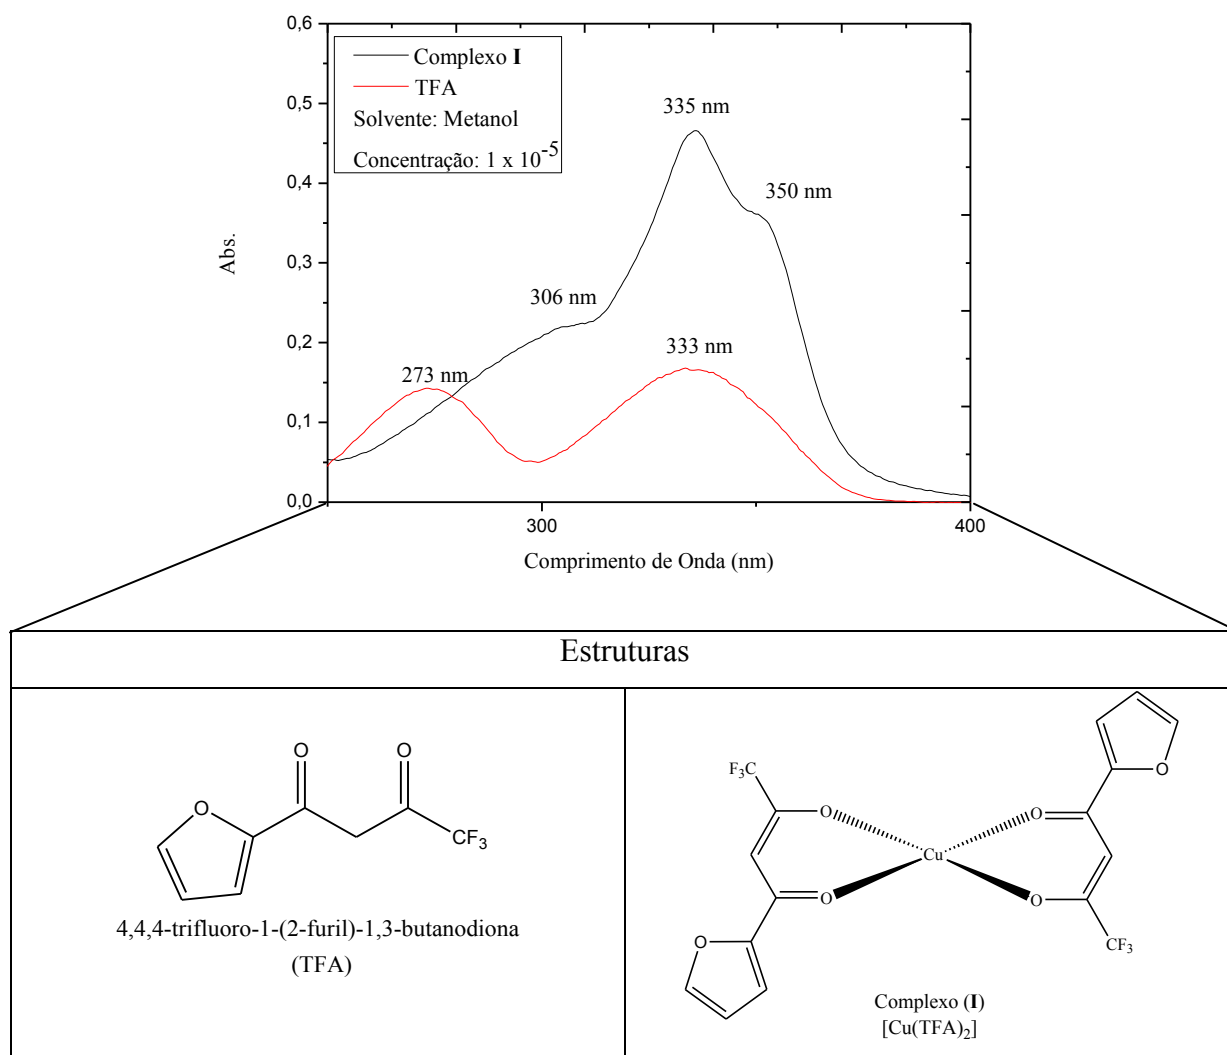 0,6
0,5
0,4
0,3
0,2
0,1
0,0
Abs.
Complexo I
TFA
Solvente: Metanol
Concentração: 1 x 10-5
335 nm
350 nm
306 nm
333 nm
273 nm
300
400
Comprimento de Onda (nm)
Estruturas
O
O
O
CF3
4,4,4-trifluoro-1-(2-furil)-1,3-butanodiona
(TFA)
F3C
O
O
O
O
Cu
O
O
CF3
Complexo (I)
[Cu(TFA)2]